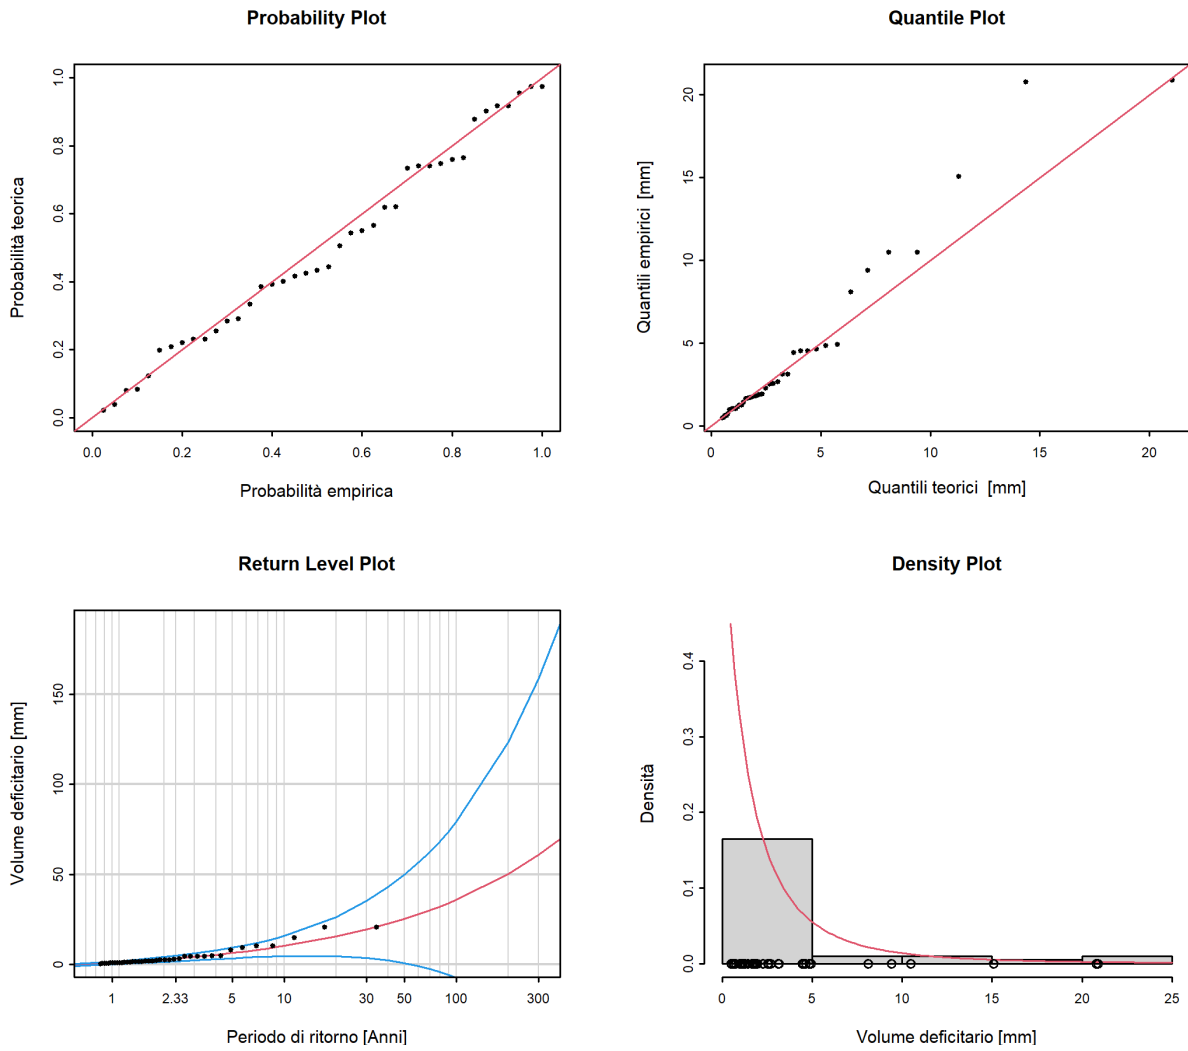 Probability Plot
Probabilità teorica
0.0 0.2 0.4 0.6 0.8 1.0
0.0 0.2 0.4 0.6 0.8 1.0
Probabilità empirica
Quantile Plot
Quantili empirici [mm]
0 5 10 15 20
0 5 10 15 20
Quantili teorici [mm]
Return Level Plot
Volume deficitario [mm]
0 50 100 150
1 2.33 5 10 30 50 100 300
Periodo di ritorno [Anni]
Density Plot
Densità
0.0 0.1 0.2 0.3 0.4
0 5 10 15 20 25
Volume deficitario [mm]